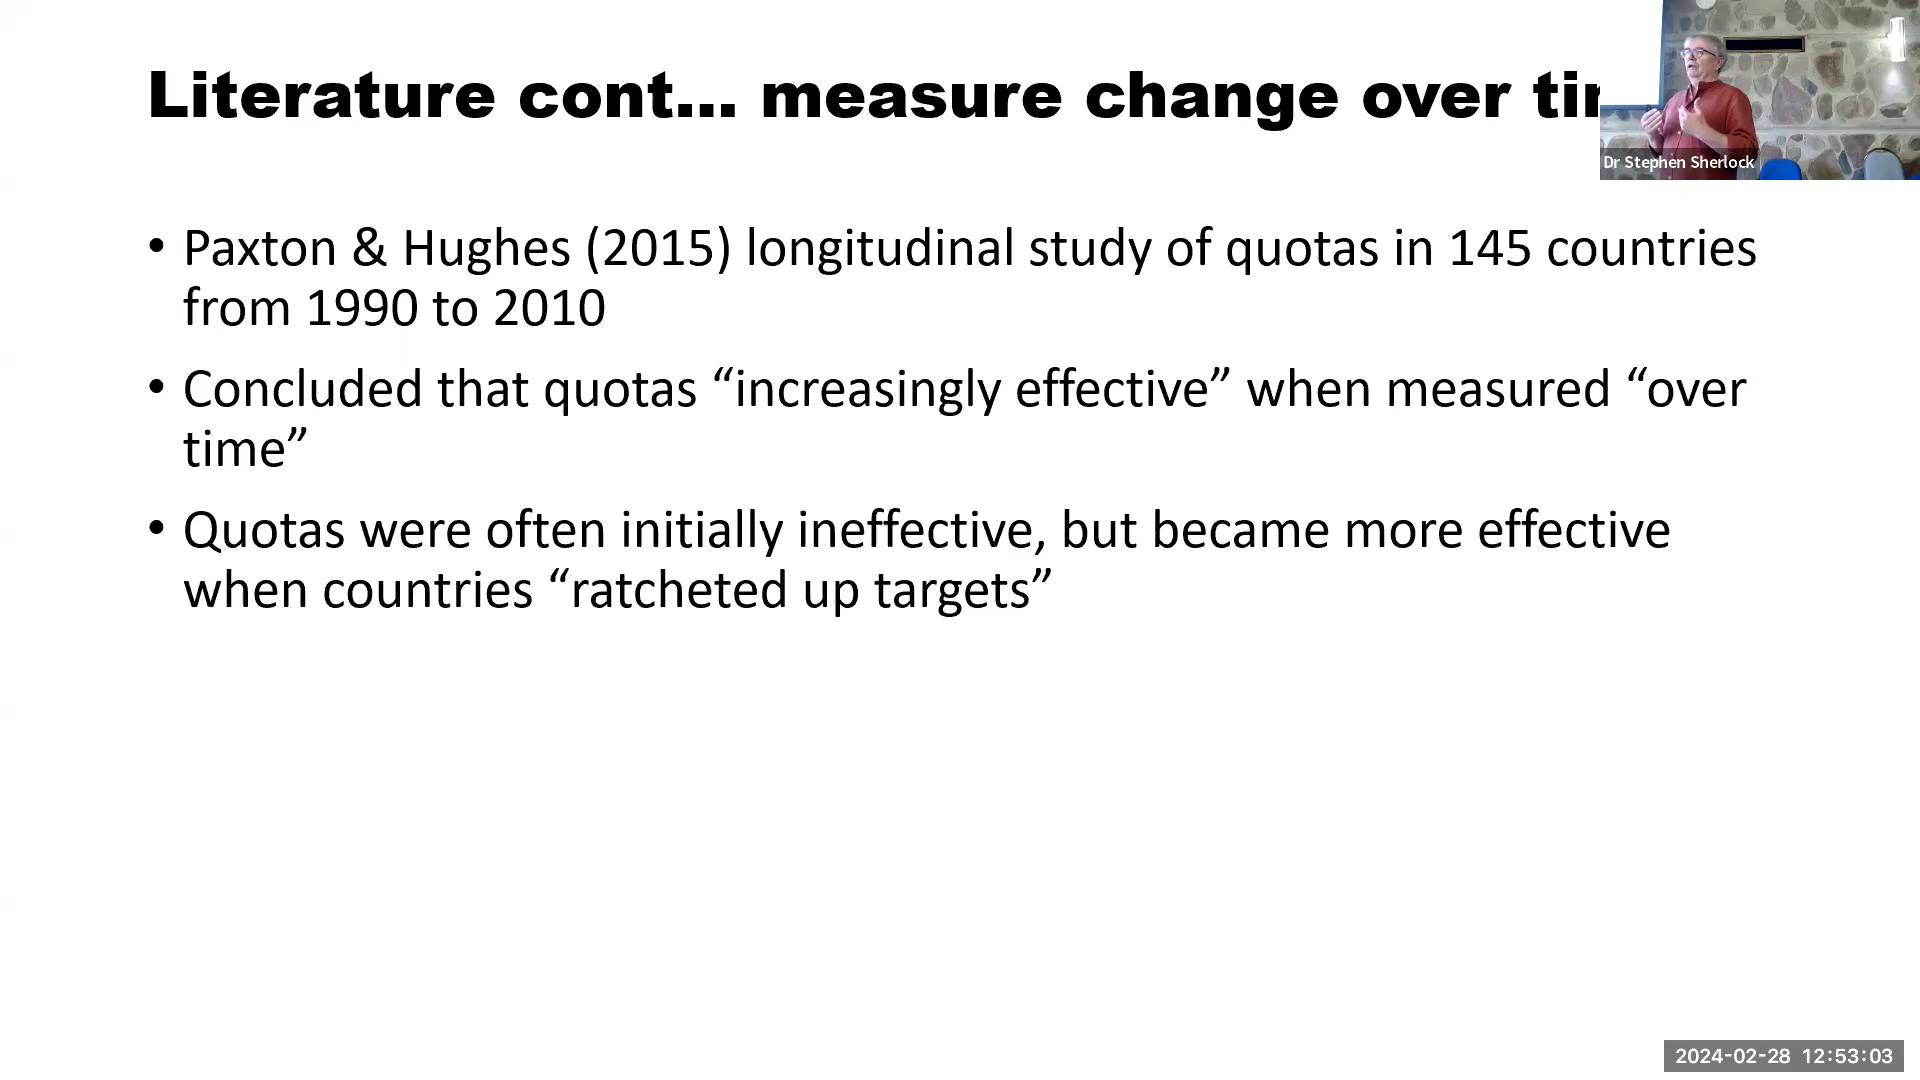 Literature cont… measure change over
Dr Stephen Sherlock
• Paxton & Hughes (2015) longitudinal study of quotas in 145 countries
from 1990 to 2010
• Concluded that quotas “increasingly effective” when measured “over
time”
• Quotas were often initially ineffective, but became more effective
when countries “ratcheted up targets”
2024-02-28 12:53:03